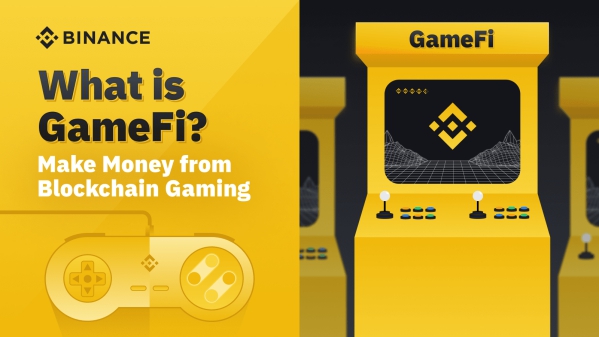 BINANCE
What is
GameFi?
Make Money from
Blockchain Gaming
GameFi